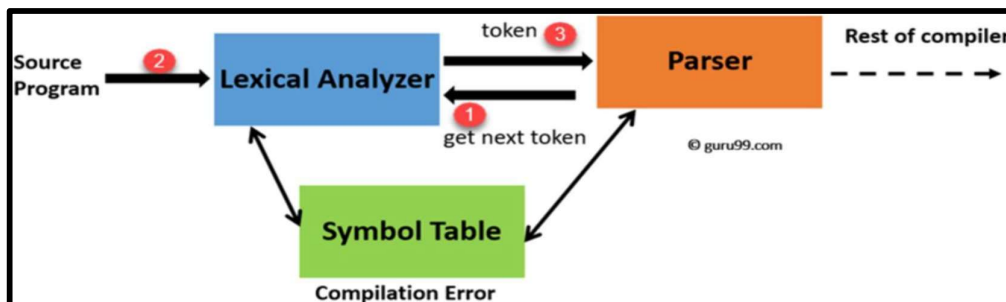 token 3
Rest of compiler
Source
Program
2
Lexical Analyzer
Parser
1
get next token
© guru99.com
Symbol Table
Compilation Error